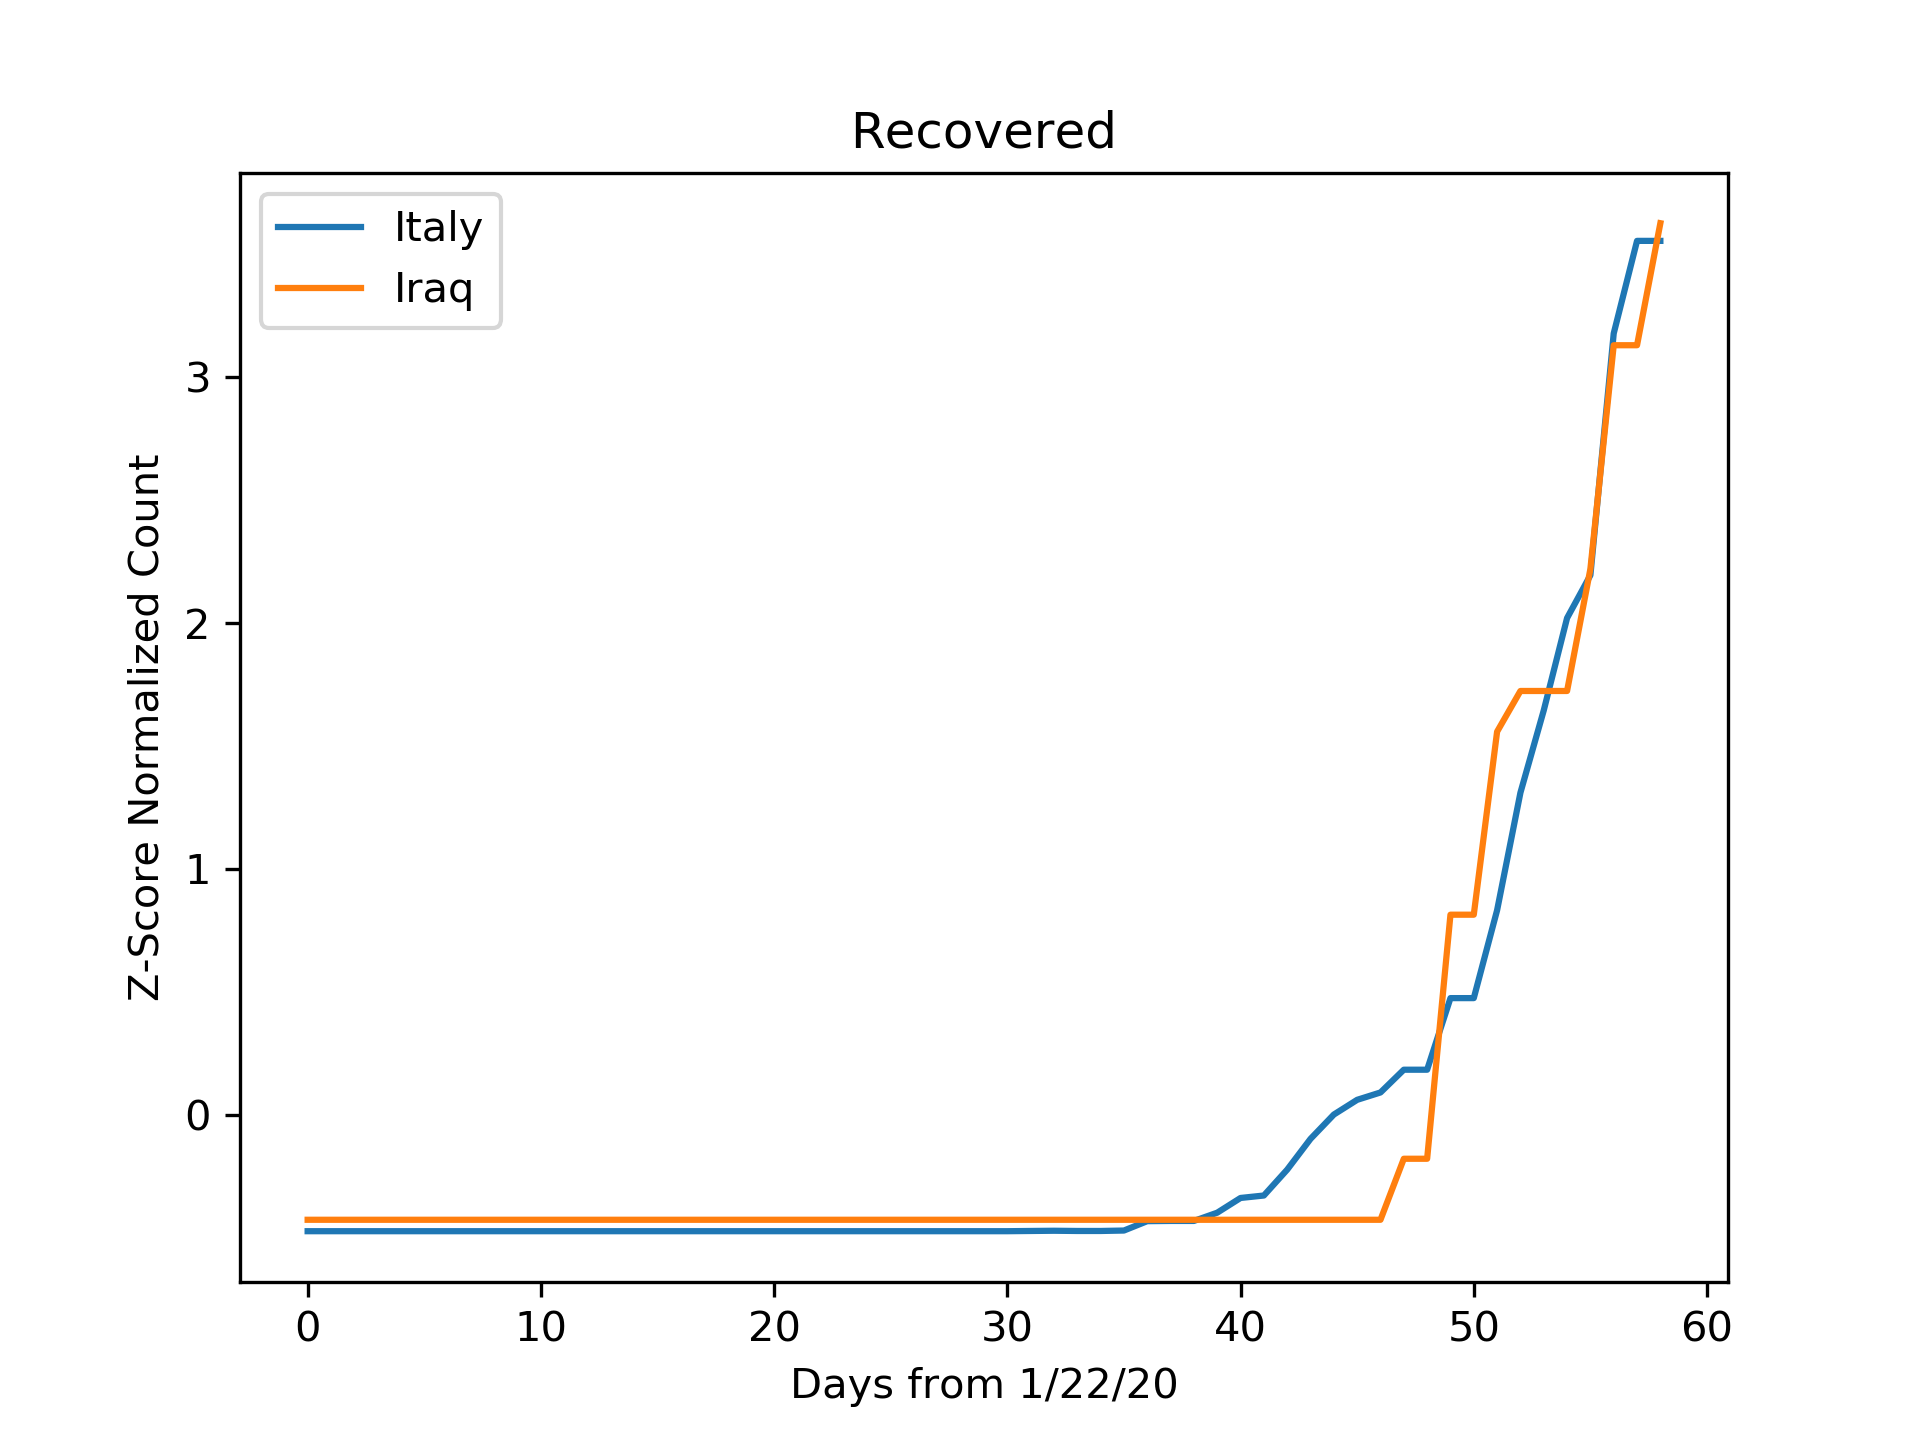 Recovered
Italy
Iraq
Z-Score Normalized Count
3
2
1
0
0 10 20 30 40 50 60
Days from 1/22/20